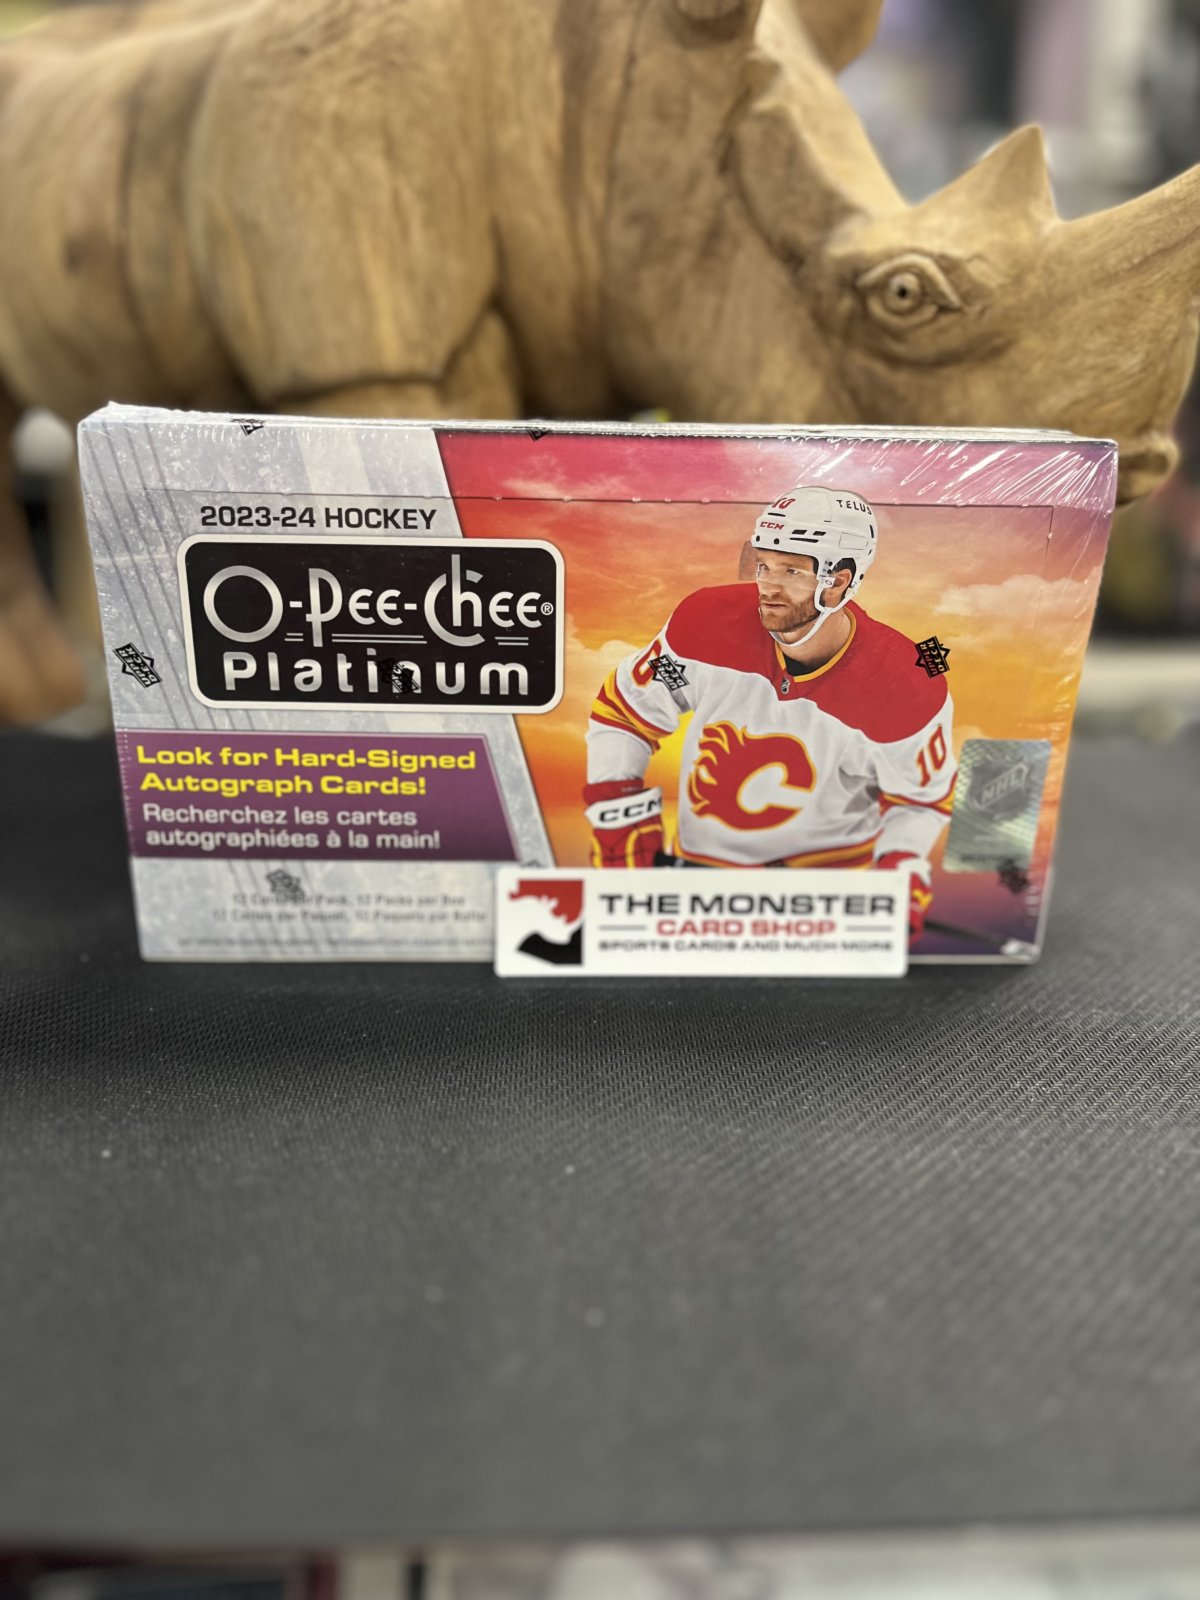 2023-24 HOCKEY
O-Pee-Chee®
Platinum
Look for Hard-Signed
Autograph Cards!
Recherchez les cartes
autographiées à la main!
10 TELUS
CCM
10
CCM
NHL
THE MONSTER
CARD SHOP
SPORTS CARDS AND MUCH MORE